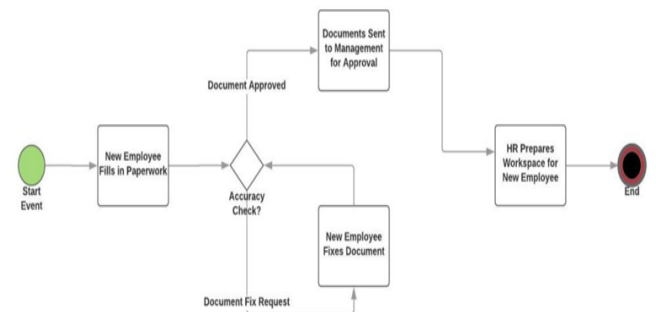 Documents Sent
to Management
for Approval
Document Approved
New Employee
Fills in Paperwork
HR Prepares
Workspace for
New Employee
Start
Event
Accuracy
Check?
End
New Employee
Fixes Document
Document Fix Request